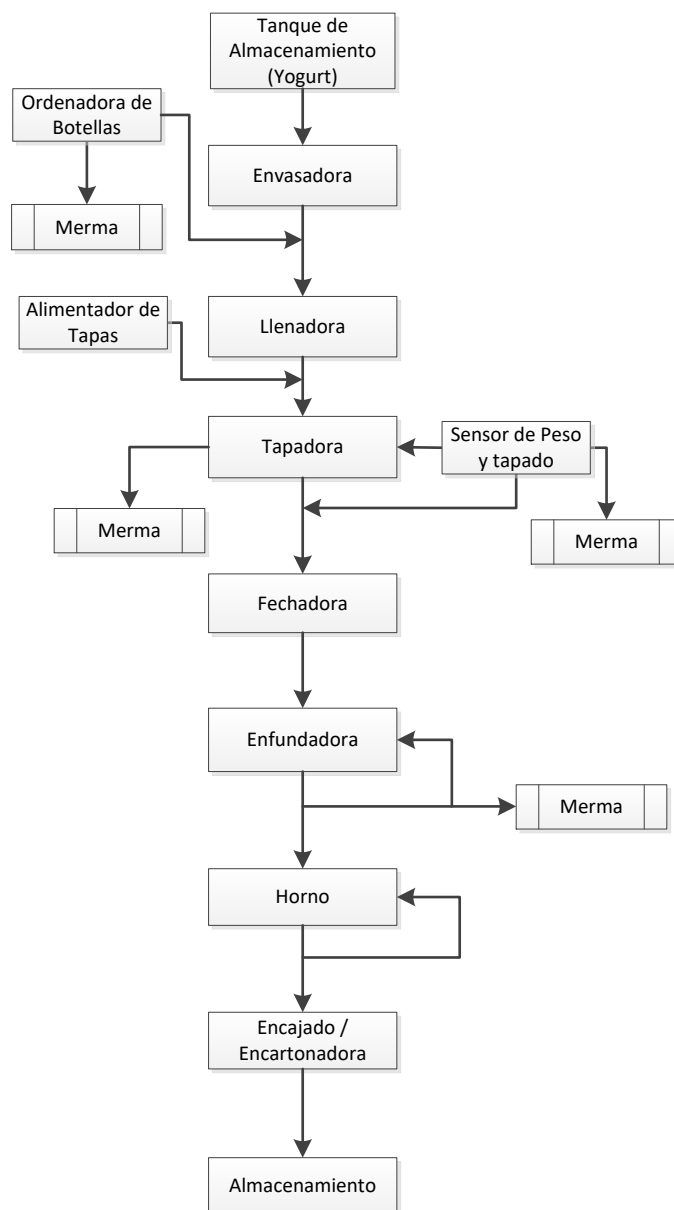 Tanque de
Almacenamiento
(Yogurt)
Ordenadora de
Botellas
Envasadora
Merma
Alimentador de
Tapas
Llenadora
Tapadora
Sensor de Peso
y tapado
Merma
Merma
Fechadora
Enfundadora
Merma
Horno
Encajado /
Encartonadora
Almacenamiento